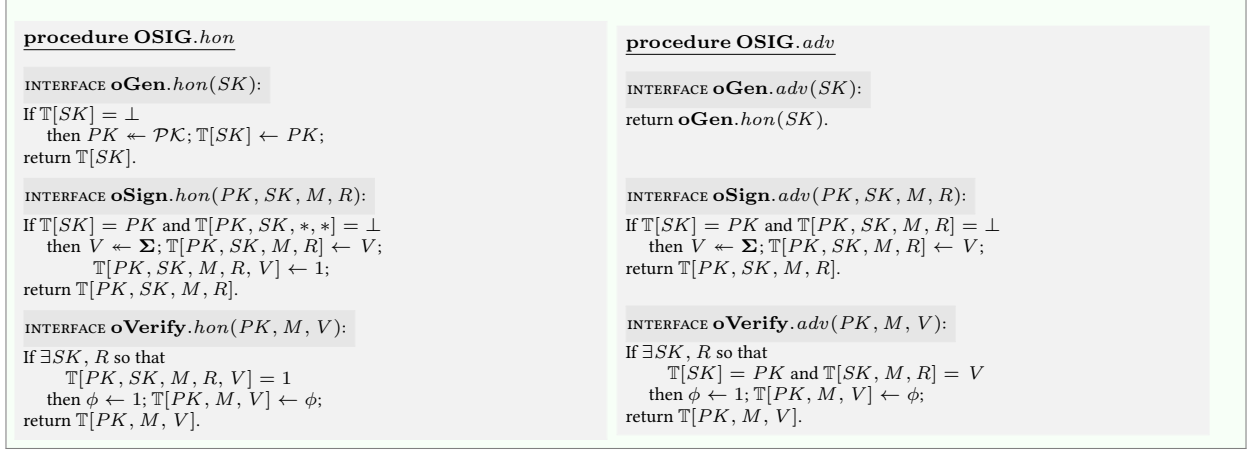 procedure OSIG.hon
INTERFACE oGen.hon(SK):
If 𝕋[SK] = ⊥
then PK ↞ 𝒫𝒦; 𝕋[SK] ← PK;
return 𝕋[SK].
INTERFACE oSign.hon(PK, SK, M, R):
If 𝕋[SK] = PK and 𝕋[PK, SK, ∗, ∗] = ⊥
then V ↞ Σ; 𝕋[PK, SK, M, R] ← V;
𝕋[PK, SK, M, R, V] ← 1;
return 𝕋[PK, SK, M, R].
INTERFACE oVerify.hon(PK, M, V):
If ∃SK, R so that
𝕋[PK, SK, M, R, V] = 1
then ϕ ← 1; 𝕋[PK, M, V] ← ϕ;
return 𝕋[PK, M, V].
procedure OSIG.adv
INTERFACE oGen.adv(SK):
return oGen.hon(SK).
INTERFACE oSign.adv(PK, SK, M, R):
If 𝕋[SK] = PK and 𝕋[PK, SK, M, R] = ⊥
then V ↞ Σ; 𝕋[PK, SK, M, R] ← V;
return 𝕋[PK, SK, M, R].
INTERFACE oVerify.adv(PK, M, V):
If ∃SK, R so that
𝕋[SK] = PK and 𝕋[SK, M, R] = V
then ϕ ← 1; 𝕋[PK, M, V] ← ϕ;
return 𝕋[PK, M, V].